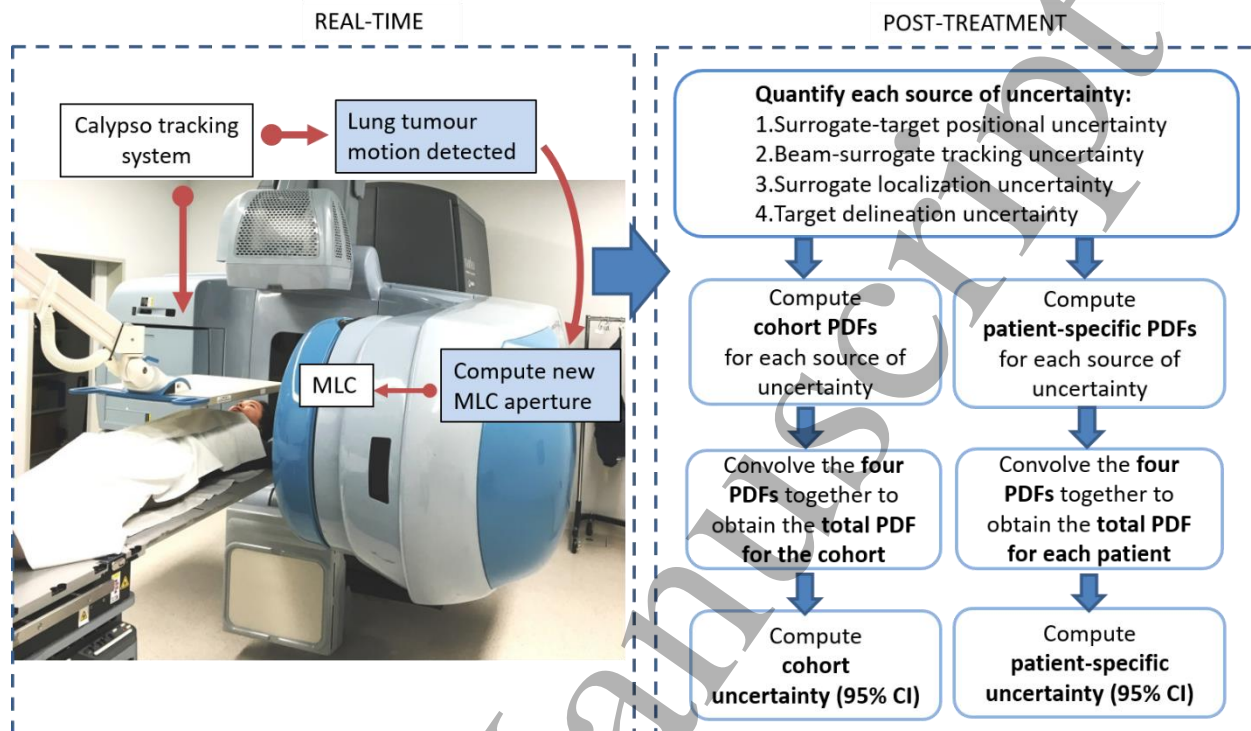 REAL-TIME
Calypso tracking
system
Lung tumour
motion detected
MLC
Compute new
MLC aperture
POST-TREATMENT
Quantify each source of uncertainty:
1.Surrogate-target positional uncertainty
2.Beam-surrogate tracking uncertainty
3.Surrogate localization uncertainty
4.Target delineation uncertainty
Compute
cohort PDFs
for each source of
uncertainty
Convolve the four
PDFs together to
obtain the total PDF
for the cohort
Compute
cohort
uncertainty (95% CI)
Compute
patient-specific PDFs
for each source of
uncertainty
Convolve the four
PDFs together to
obtain the total PDF
for each patient
Compute
patient-specific
uncertainty (95% CI)